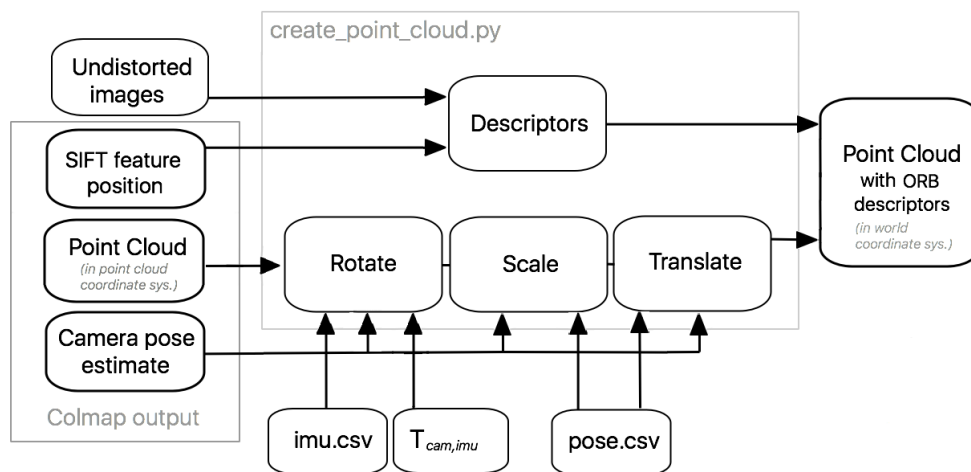 create_point_cloud.py
Undistorted
images
Descriptors
SIFT feature
position
Point Cloud
with ORB
descriptors
(in world
coordinate sys.)
Point Cloud
(in point cloud
coordinate sys.)
Rotate
Scale
Translate
Camera pose
estimate
Colmap output
imu.csv
T cam,imu
pose.csv